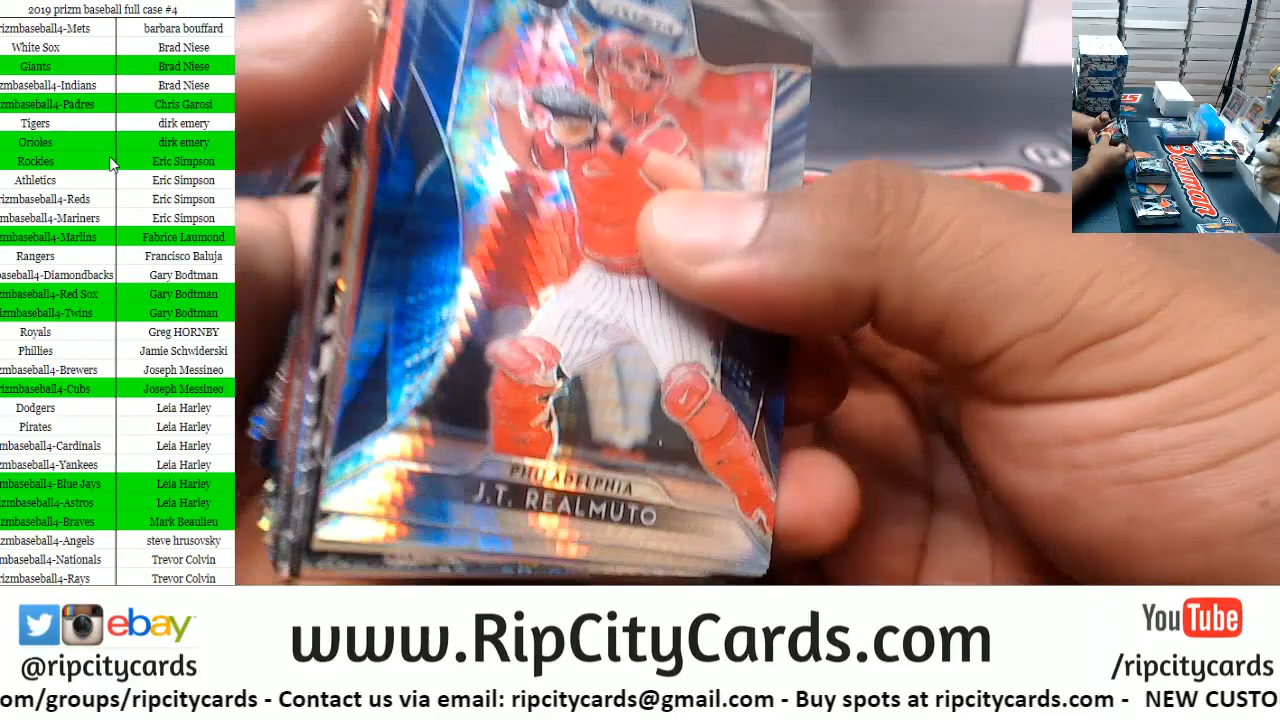 2019 prizm baseball full case #4
rizmbaseball4-Mets barbara bouffard
White Sox Brad Niese
Giants Brad Niese
zmbaseball4-Indians Brad Niese
zmbaseball4-Padres Chris Garosi
Tigers dirk emery
Orioles dirk emery
Rockies Eric Simpson
Athletics Eric Simpson
rizmbaseball4-Reds Eric Simpson
mbaseball4-Mariners Eric Simpson
zmbaseball4-Marlins Fabrice Laumond
Rangers Francisco Baluja
baseball4-Diamondbacks Gary Bodtman
zmbaseball4-Red Sox Gary Bodtman
zmbaseball4-Twins Gary Bodtman
Royals Greg HORNBY
Phillies Jamie Schwiderski
rizmbaseball4-Brewers Joseph Messineo
rizmbaseball4-Cubs Joseph Messineo
Dodgers Leia Harley
Pirates Leia Harley
mbaseball4-Cardinals Leia Harley
mbaseball4-Yankees Leia Harley
mbaseball4-Blue Jays Leia Harley
izmbaseball4-Astros Leia Harley
zmbaseball4-Braves Mark Beaulieu
zmbaseball4-Angels steve hrusovsky
mbaseball4-Nationals Trevor Colvin
izmbaseball4-Rays Trevor Colvin
PHILADELPHIA
J.T. REALMUTO
Bowman
ebay
@ripcitycards
www.RipCityCards.com
YouTube
/ripcitycards
om/groups/ripcitycards - Contact us via email: ripcitycards@gmail.com - Buy spots at ripcitycards.com - NEW CUSTO